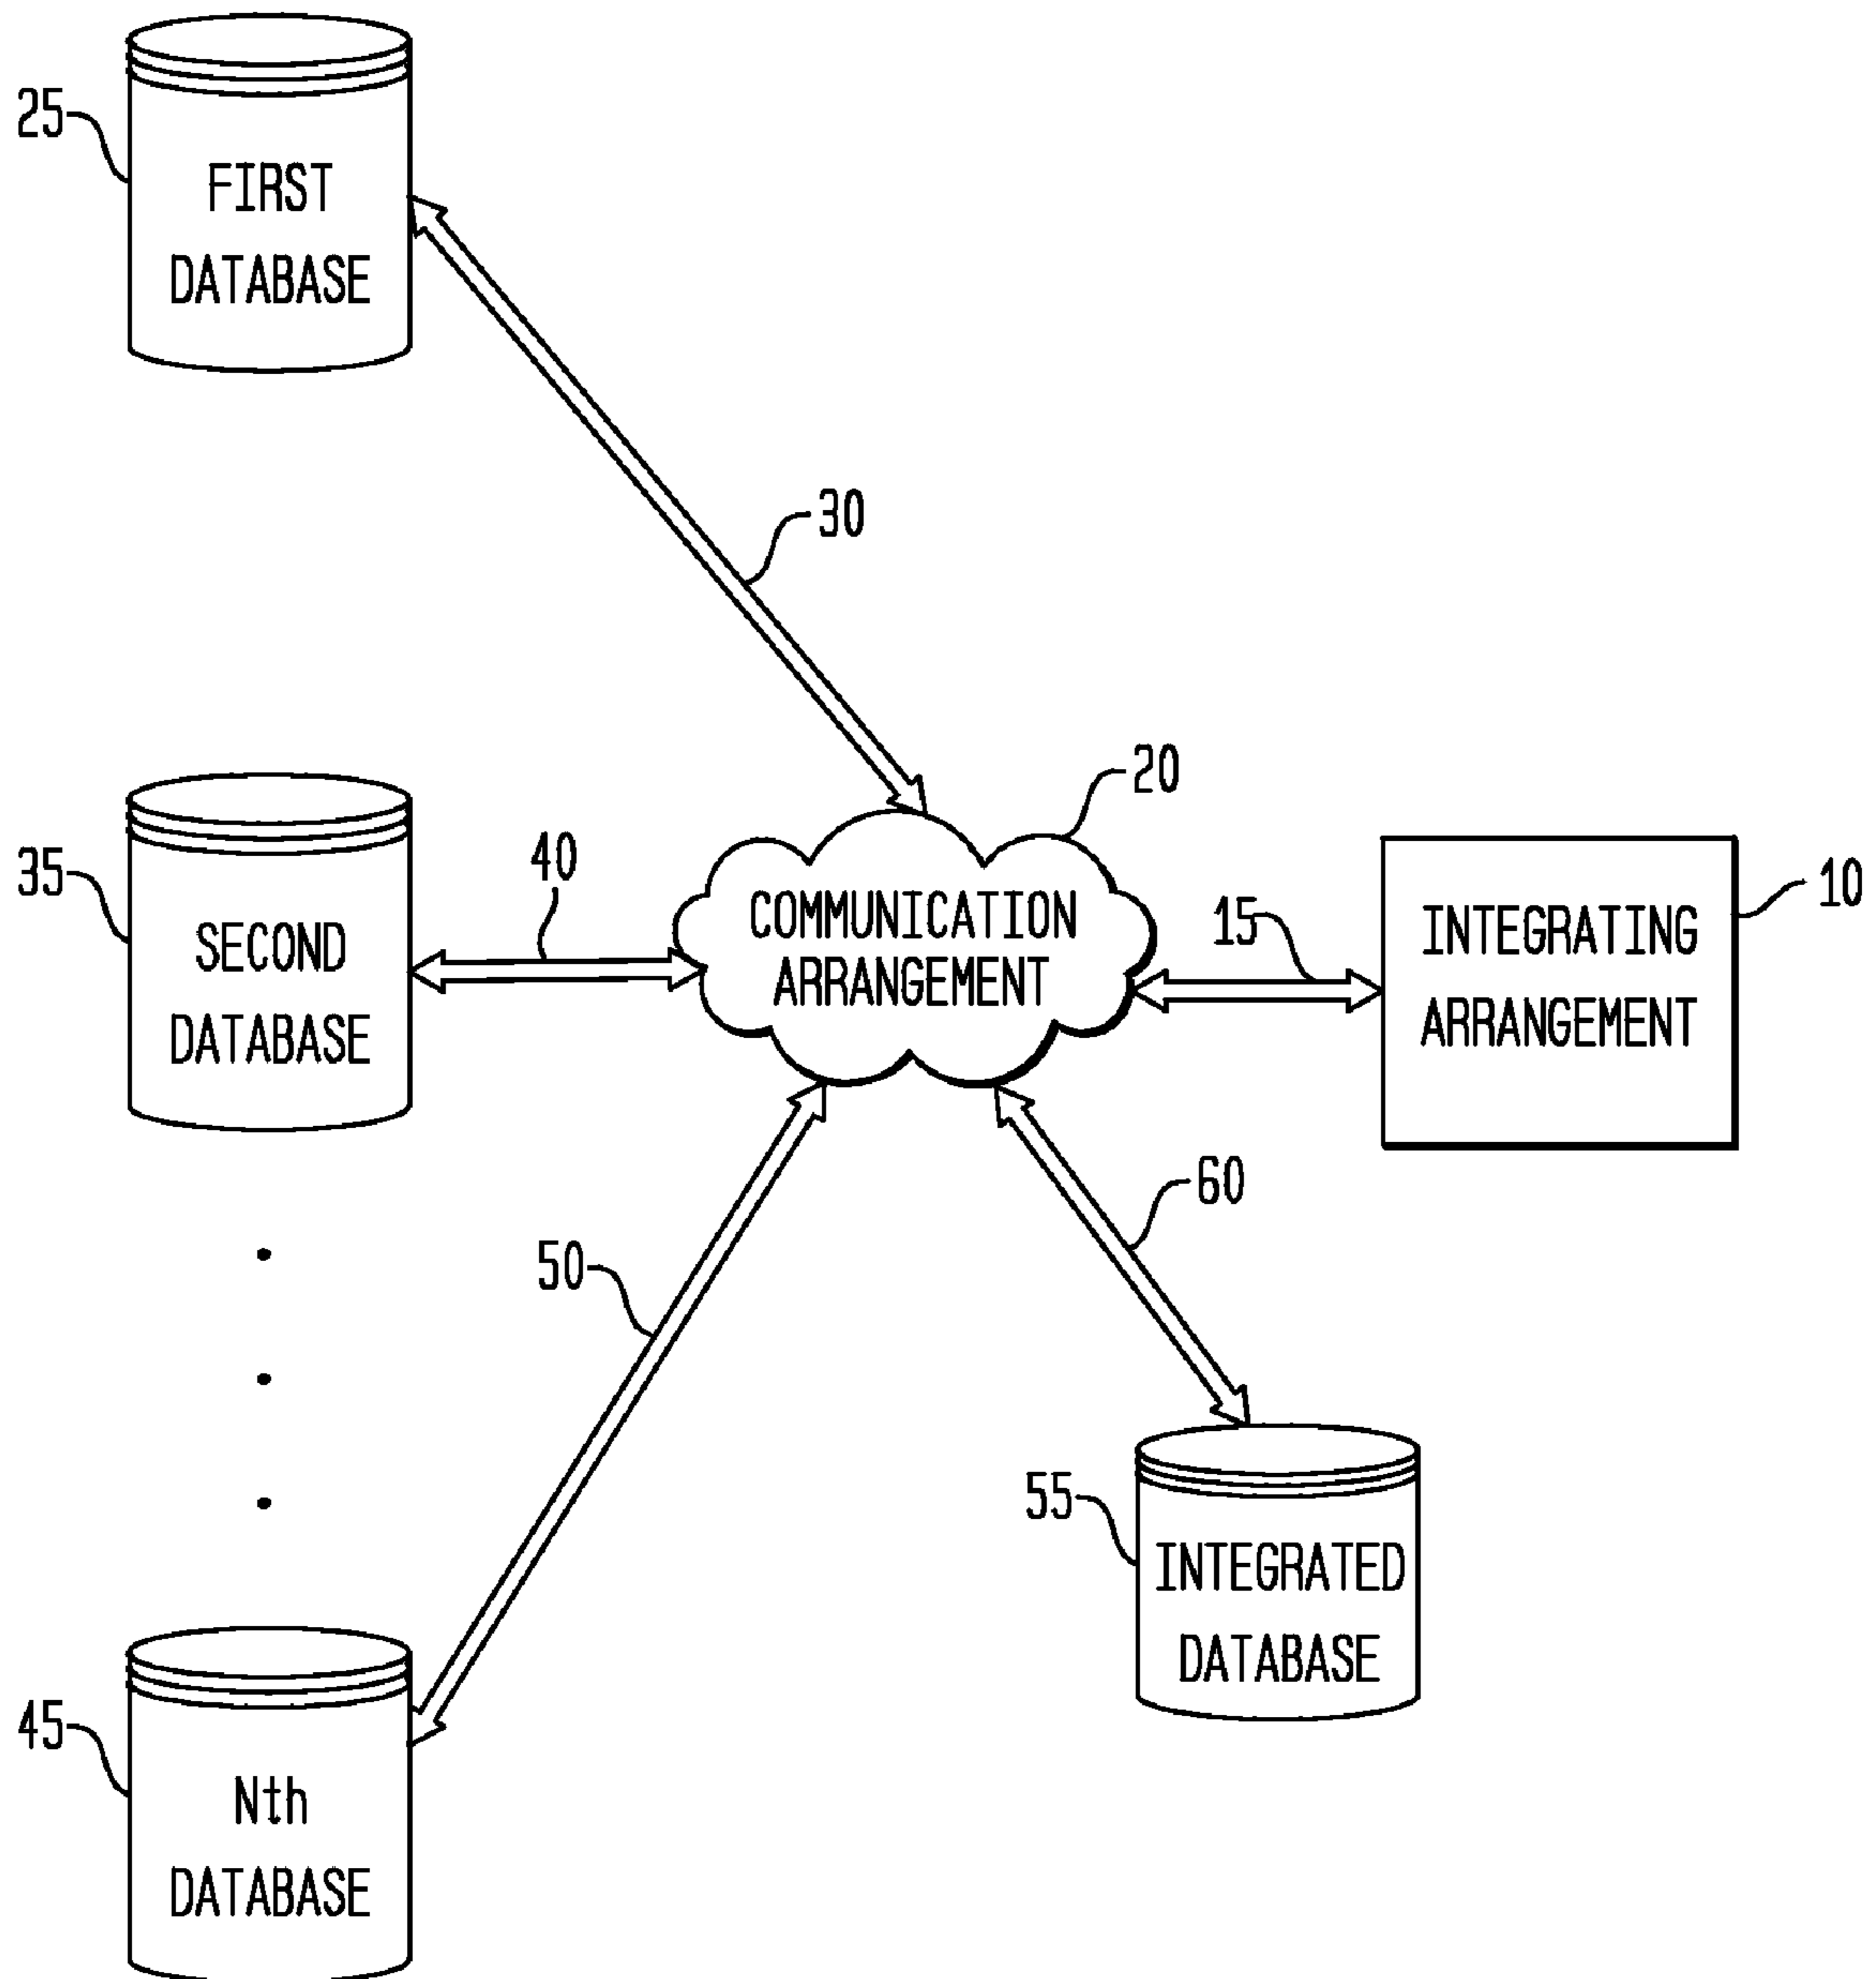 25
FIRST
DATABASE
30
20
35
SECOND
DATABASE
40
COMMUNICATION
ARRANGEMENT
15
INTEGRATING
ARRANGEMENT
10
60
50
55
INTEGRATED
DATABASE
45
Nth
DATABASE